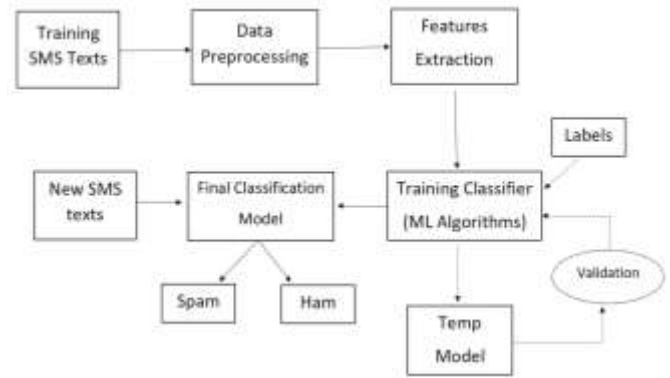 Training
SMS Texts
Data
Preprocessing
Features
Extraction
Labels
New SMS
texts
Final Classification
Model
Training Classifier
(ML Algorithms)
Validation
Spam
Ham
Temp
Model